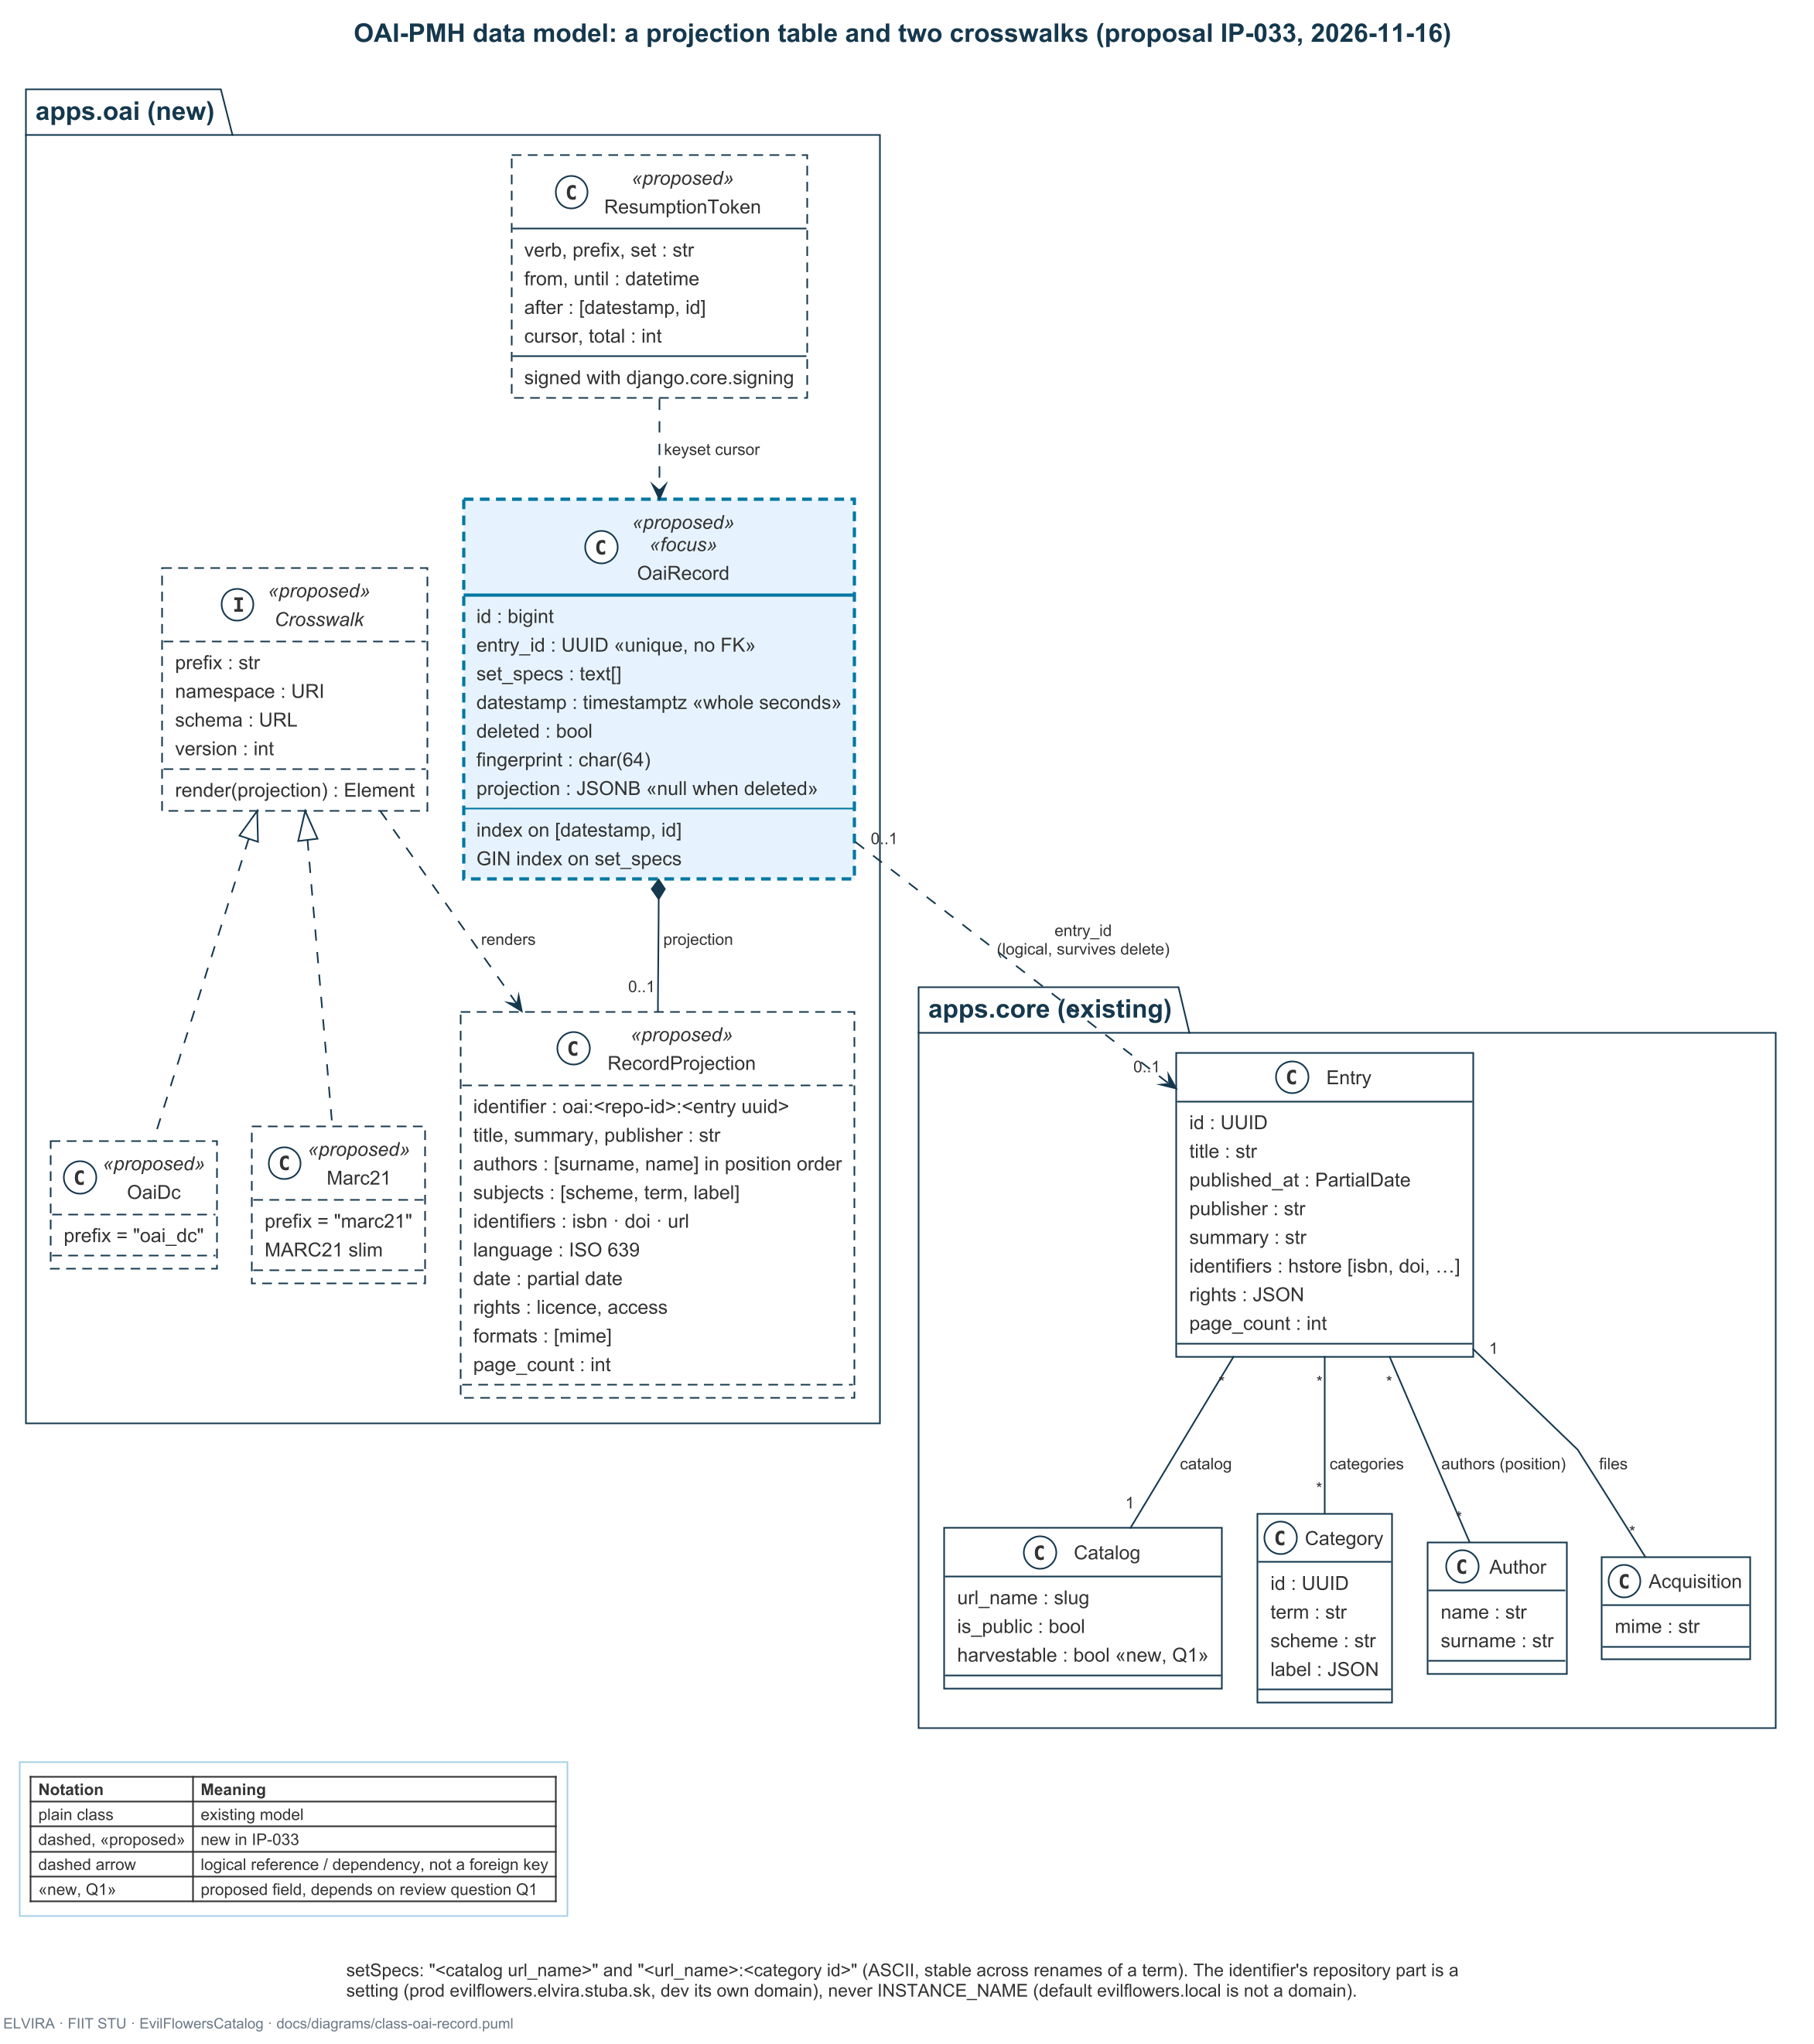 OAI-PMH data model: a projection table and two crosswalks (proposal IP-033, 2026-11-16)
apps.oai (new)
C
«proposed»
ResumptionToken
verb, prefix, set : str
from, until : datetime
after : [datestamp, id]
cursor, total : int
signed with django.core.signing
keyset cursor
C
«proposed»
«focus»
OaiRecord
id : bigint
entry_id : UUID «unique, no FK»
set_specs : text[]
datestamp : timestamptz «whole seconds»
deleted : bool
fingerprint : char(64)
projection : JSONB «null when deleted»
index on [datestamp, id]
GIN index on set_specs
I
«proposed»
Crosswalk
prefix : str
namespace : URI
schema : URL
version : int
render(projection) : Element
0..1
renders
projection
0..1
entry_id
(logical, survives delete)
0..1
C
«proposed»
OaiDc
prefix = "oai_dc"
C
«proposed»
Marc21
prefix = "marc21"
MARC21 slim
C
«proposed»
RecordProjection
identifier : oai:<repo-id>:<entry uuid>
title, summary, publisher : str
authors : [surname, name] in position order
subjects : [scheme, term, label]
identifiers : isbn · doi · url
language : ISO 639
date : partial date
rights : licence, access
formats : [mime]
page_count : int
apps.core (existing)
C
Entry
id : UUID
title : str
published_at : PartialDate
publisher : str
summary : str
identifiers : hstore [isbn, doi, …]
rights : JSON
page_count : int
*
*
*
1
catalog
categories
authors (position)
files
1
*
*
*
C
Catalog
url_name : slug
is_public : bool
harvestable : bool «new, Q1»
C
Category
id : UUID
term : str
scheme : str
label : JSON
C
Author
name : str
surname : str
C
Acquisition
mime : str
Notation Meaning
plain class existing model
dashed, «proposed» new in IP-033
dashed arrow logical reference / dependency, not a foreign key
«new, Q1» proposed field, depends on review question Q1
setSpecs: "<catalog url_name>" and "<url_name>:<category id>" (ASCII, stable across renames of a term). The identifier's repository part is a
setting (prod evilflowers.elvira.stuba.sk, dev its own domain), never INSTANCE_NAME (default evilflowers.local is not a domain).
ELVIRA · FIIT STU · EvilFlowersCatalog · docs/diagrams/class-oai-record.puml